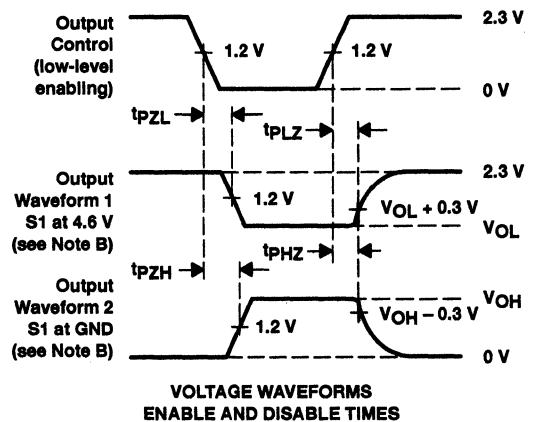 Output
Control
(low-level
enabling)
1.2 V
1.2 V
2.3 V
0 V
tPZL
tPLZ
Output
Waveform 1
S1 at 4.6 V
(see Note B)
1.2 V
2.3 V
VOL + 0.3 V
VOL
tPHZ
tPZH
Output
Waveform 2
S1 at GND
(see Note B)
1.2 V
VOH
VOH − 0.3 V
0 V
VOLTAGE WAVEFORMS
ENABLE AND DISABLE TIMES